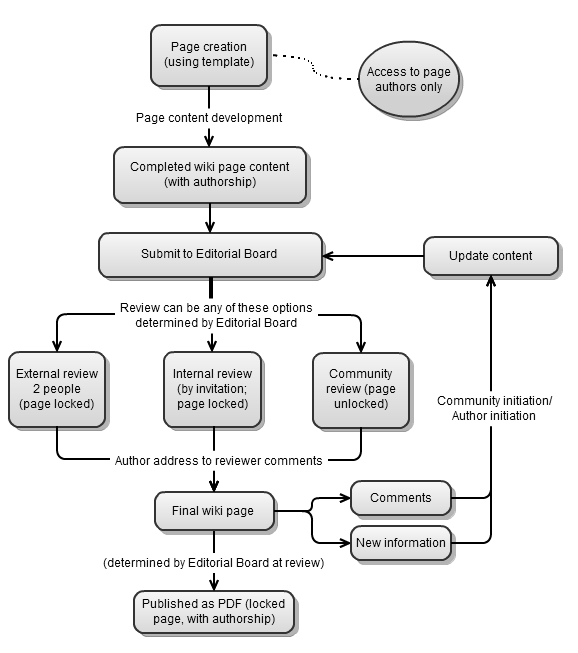 Page creation
(using template)
Access to page
authors only
Page content development
Completed wiki page content
(with authorship)
Submit to Editorial Board
Update content
Review can be any of these options
determined by Editorial Board
External review
2 people
(page locked)
Internal review
(by invitation;
page locked)
Community
review (page
unlocked)
Community initiation/
Author initiation
Author address to reviewer comments
Final wiki page
Comments
New information
(determined by Editorial Board at review)
Published as PDF (locked
page, with authorship)